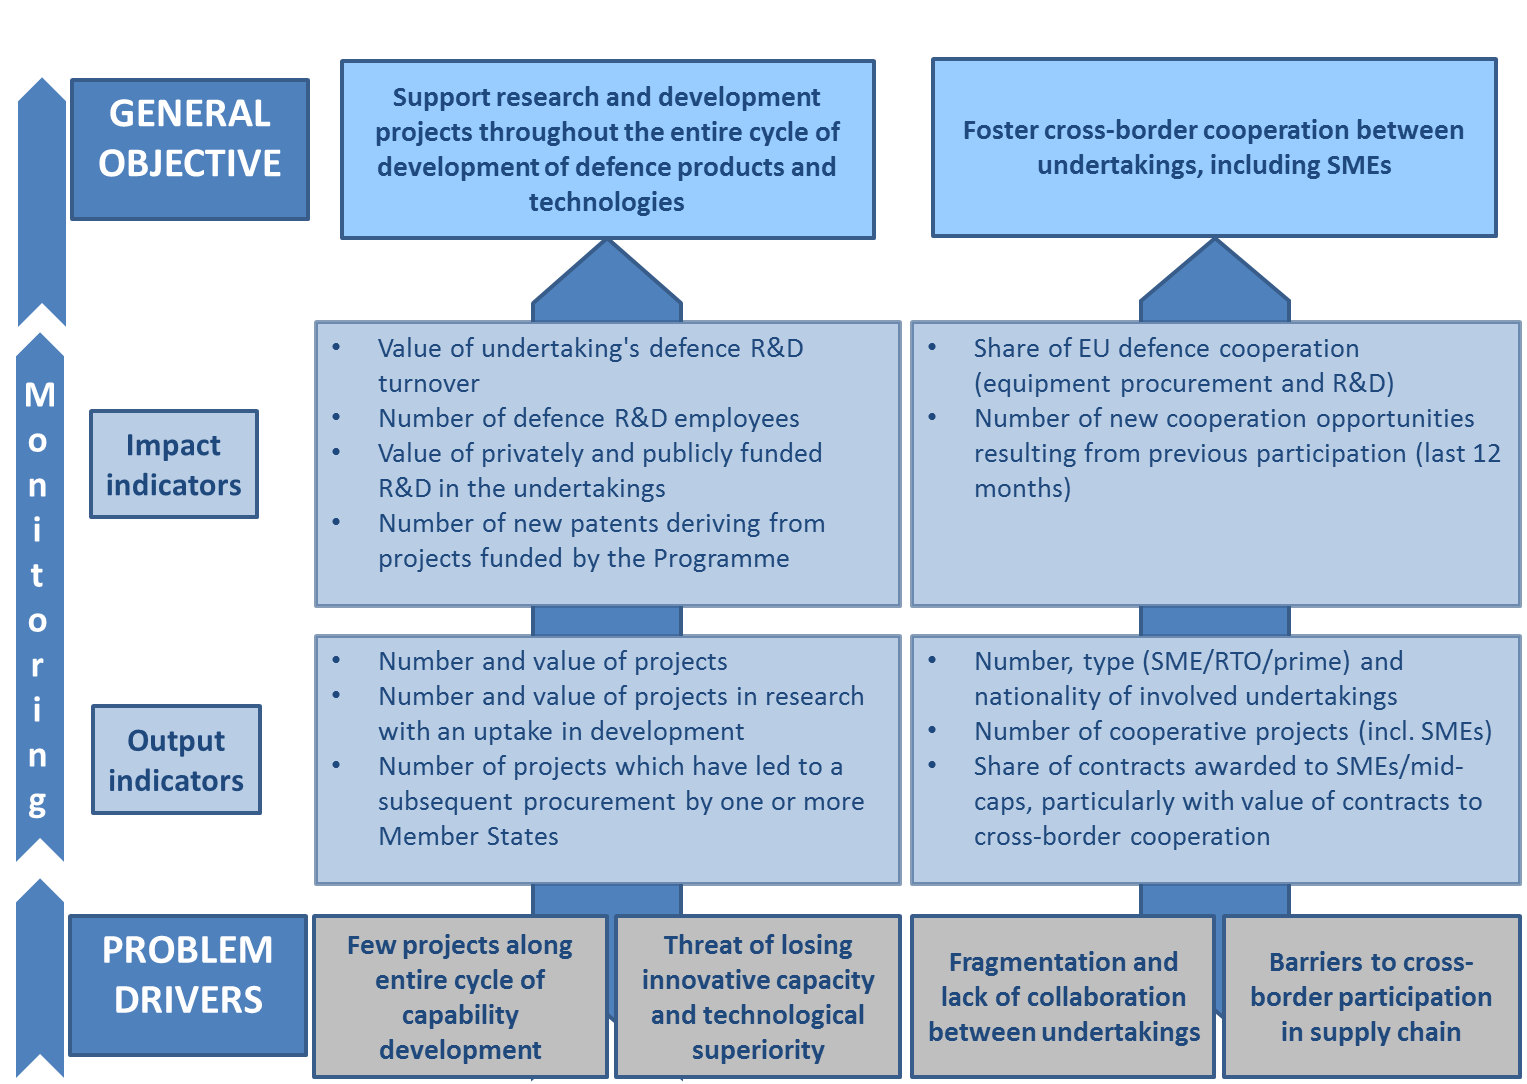 GENERAL
OBJECTIVE
Support research and development
projects throughout the entire cycle of
development of defence products and
technologies
Foster cross-border cooperation between
undertakings, including SMEs
Monitoring
Impact
indicators
• Value of undertaking's defence R&D
turnover
• Number of defence R&D employees
• Value of privately and publicly funded
R&D in the undertakings
• Number of new patents deriving from
projects funded by the Programme
• Share of EU defence cooperation
(equipment procurement and R&D)
• Number of new cooperation opportunities
resulting from previous participation (last 12
months)
Output
indicators
• Number and value of projects
• Number and value of projects in research
with an uptake in development
• Number of projects which have led to a
subsequent procurement by one or more
Member States
• Number, type (SME/RTO/prime) and
nationality of involved undertakings
• Number of cooperative projects (incl. SMEs)
• Share of contracts awarded to SMEs/mid-
caps, particularly with value of contracts to
cross-border cooperation
PROBLEM
DRIVERS
Few projects along
entire cycle of
capability
development
Threat of losing
innovative capacity
and technological
superiority
Fragmentation and
lack of collaboration
between undertakings
Barriers to cross-
border participation
in supply chain